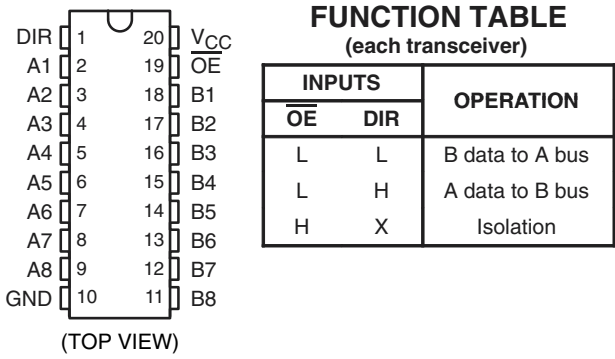 DIR 1 20 VCC
A1 2 19 OE
A2 3 18 B1
A3 4 17 B2
A4 5 16 B3
A5 6 15 B4
A6 7 14 B5
A7 8 13 B6
A8 9 12 B7
GND 10 11 B8
(TOP VIEW)
FUNCTION TABLE
(each transceiver)
INPUTS OPERATION
OE DIR
L L B data to A bus
L H A data to B bus
H X Isolation